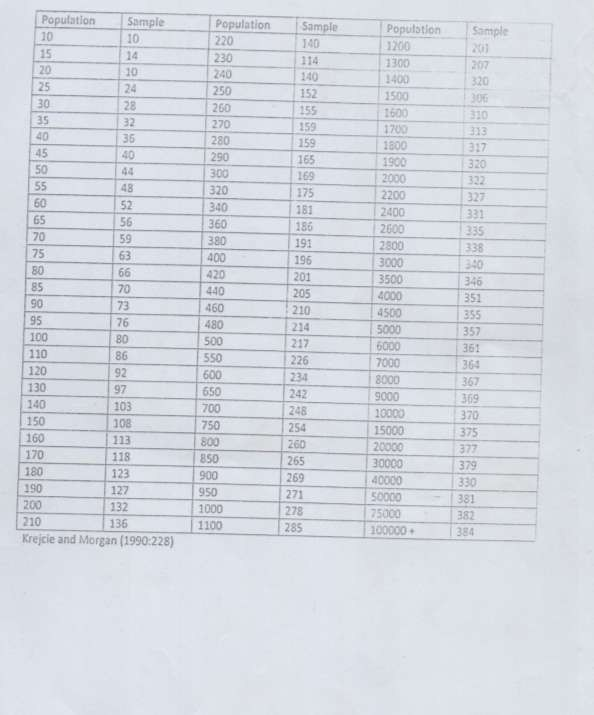 Population Sample Population Sample Population Sample
10 10 220 140 1200 201
15 14 230 114 1300 207
20 10 240 140 1400 320
25 24 250 152 1500 306
30 28 260 155 1600 310
35 32 270 159 1700 313
40 36 280 159 1800 317
45 40 290 165 1900 320
50 44 300 169 2000 322
55 48 320 175 2200 327
60 52 340 181 2400 331
65 56 360 186 2600 335
70 59 380 191 2800 338
75 63 400 196 3000 340
80 66 420 201 3500 346
85 70 440 205 4000 351
90 73 460 210 4500 355
95 76 480 214 5000 357
100 80 500 217 6000 361
110 86 550 226 7000 364
120 92 600 234 8000 367
130 97 650 242 9000 369
140 103 700 248 10000 370
150 108 750 254 15000 375
160 113 800 260 20000 377
170 118 850 265 30000 379
180 123 900 269 40000 330
190 127 950 271 50000 381
200 132 1000 278 75000 382
210 136 1100 285 100000 + 384
Krejcie and Morgan (1990:228)